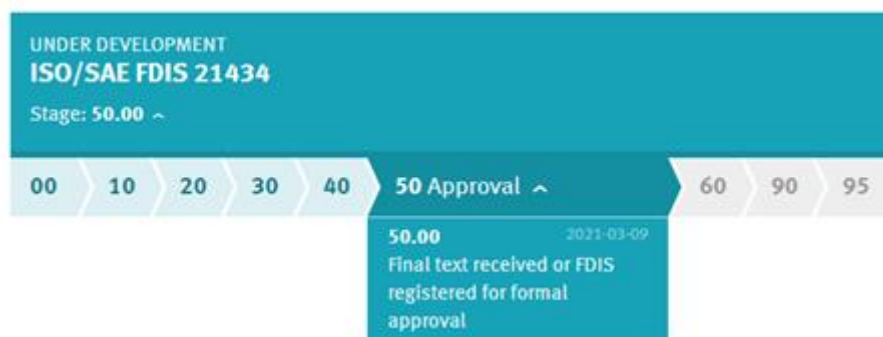 UNDER DEVELOPMENT
ISO/SAE FDIS 21434
Stage: 50.00
00 10 20 30 40 50 Approval 60 90 95
50.00 2021-03-09
Final text received or FDIS
registered for formal
approval